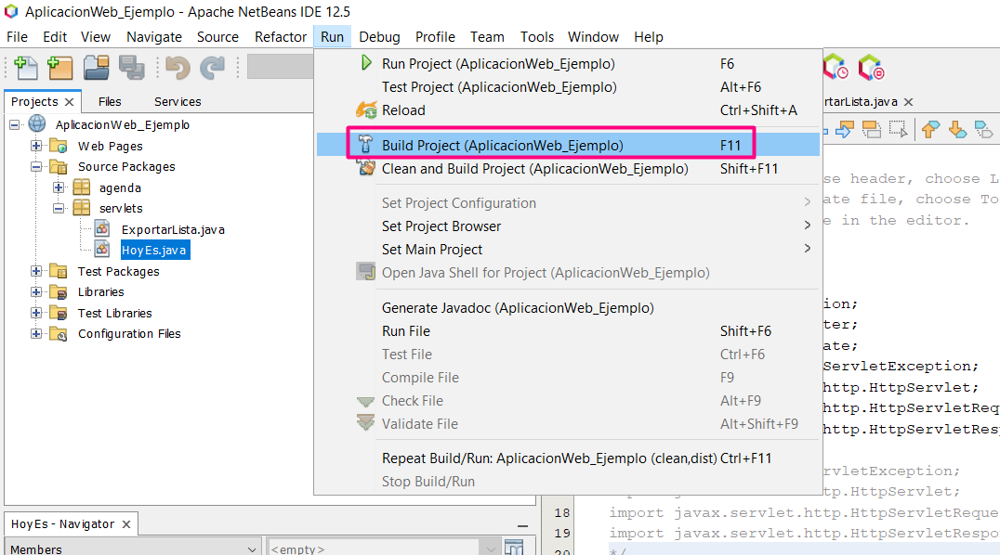 AplicacionWeb_Ejemplo - Apache NetBeans IDE 12.5
File Edit View Navigate Source Refactor Run Debug Profile Team Tools Window Help
Projects Files Services
AplicacionWeb_Ejemplo
Web Pages
Source Packages
agenda
servlets
ExportarLista.java
HoyEs.java
Test Packages
Libraries
Test Libraries
Configuration Files
Run Project (AplicacionWeb_Ejemplo) F6
Test Project (AplicacionWeb_Ejemplo) Alt+F6
Reload Ctrl+Shift+A
Build Project (AplicacionWeb_Ejemplo) F11
Clean and Build Project (AplicacionWeb_Ejemplo) Shift+F11
Set Project Configuration
Set Project Browser
Set Main Project
Open Java Shell for Project (AplicacionWeb_Ejemplo)
Generate Javadoc (AplicacionWeb_Ejemplo)
Run File Shift+F6
Test File Ctrl+F6
Compile File F9
Check File Alt+F9
Validate File Alt+Shift+F9
Repeat Build/Run: AplicacionWeb_Ejemplo (clean,dist) Ctrl+F11
Stop Build/Run
rtarLista.java
se header, choose L
ate file, choose To
e in the editor.
ion;
ter;
ate;
ServletException;
http.HttpServlet;
http.HttpServletRequ
http.HttpServletResp
rvletException;
tp.HttpServlet;
18 import javax.servlet.http.HttpServletReque
19 import javax.servlet.http.HttpServletRespo
20 */
HoyEs - Navigator
Members <empty>